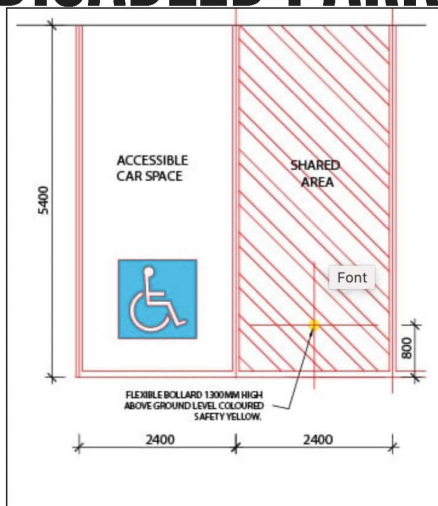 ACCESSIBLE
CAR SPACE
SHARED
AREA
5400
Font
800
FLEXIBLE BOLLARD 1300MM HIGH
ABOVE GROUND LEVEL COLOURED
SAFETY YELLOW.
2400
2400